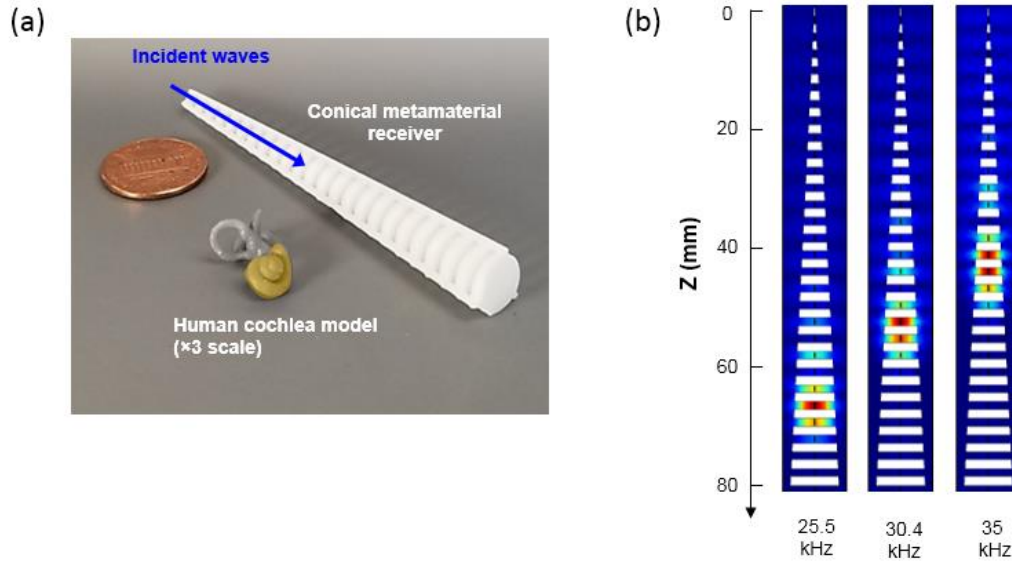 (a)
Incident waves
Conical metamaterial
receiver
Human cochlea model
(×3 scale)
(b)
0
20
40
60
80
Z (mm)
25.5
kHz
30.4
kHz
35
kHz